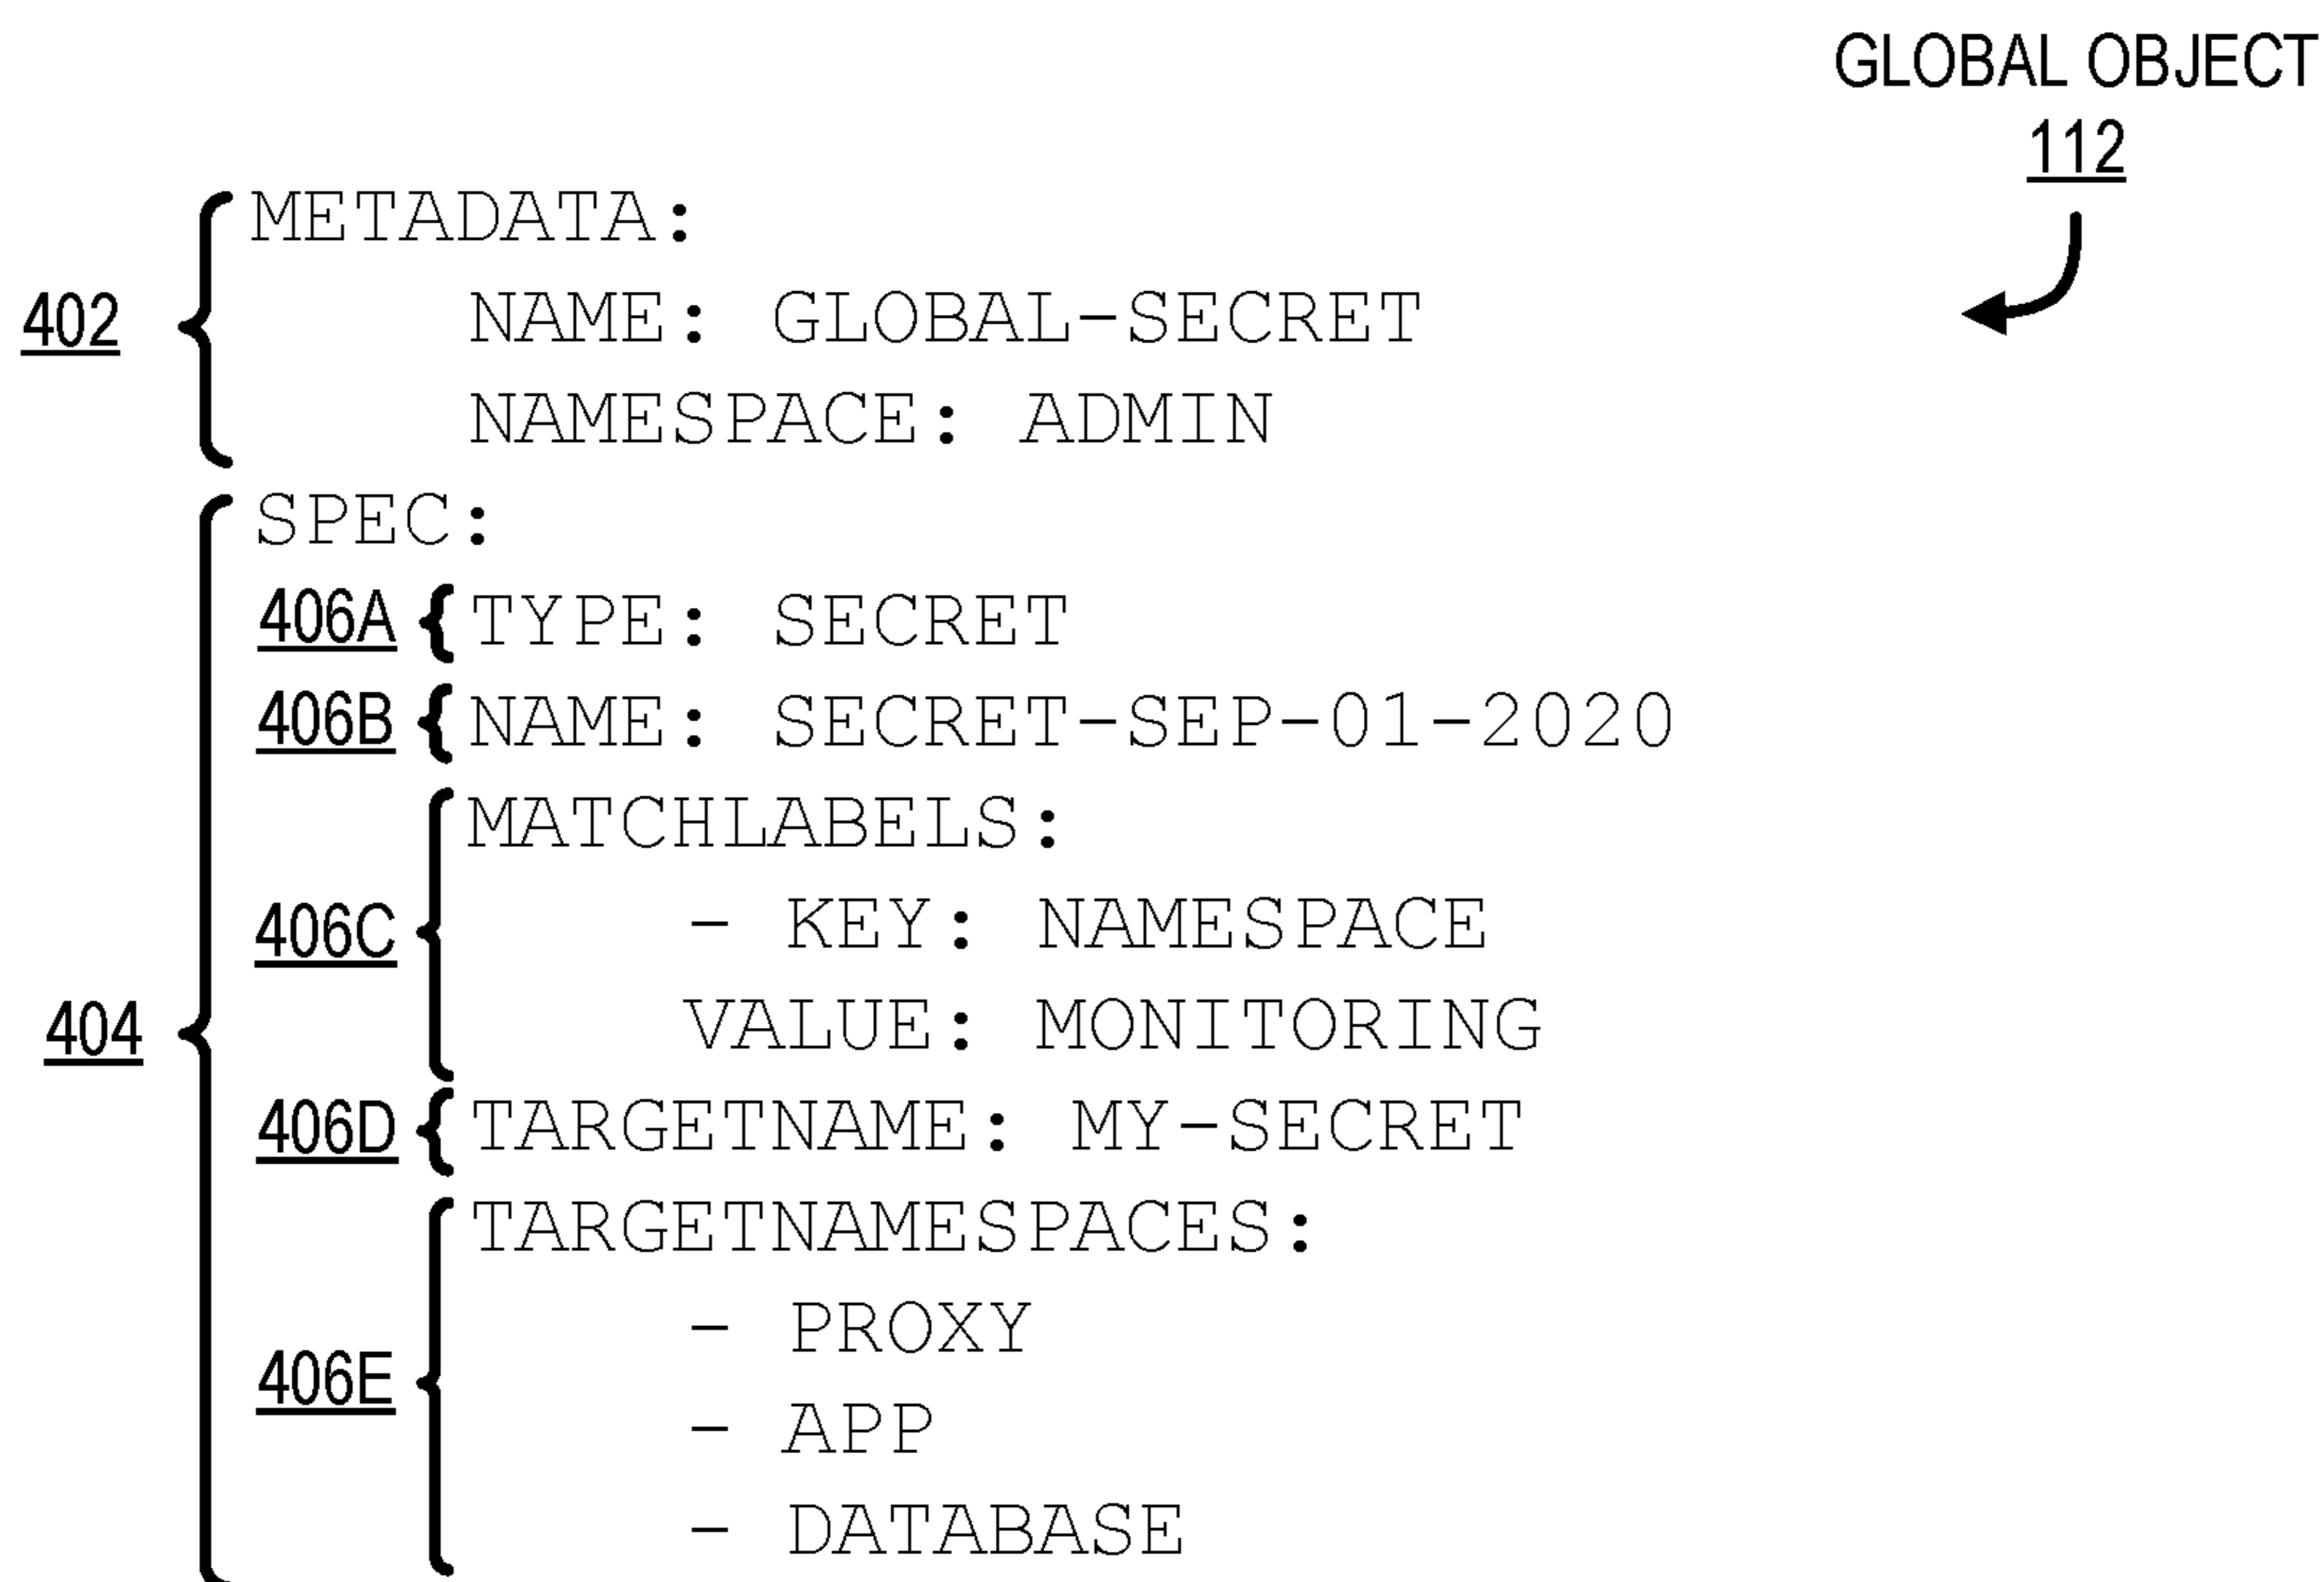 GLOBAL OBJECT
112
METADATA:
402
NAME: GLOBAL-SECRET
NAMESPACE: ADMIN
SPEC:
406A TYPE: SECRET
406B NAME: SECRET-SEP-01-2020
MATCHLABELS:
406C - KEY: NAMESPACE
404 VALUE: MONITORING
406D TARGETNAME: MY-SECRET
TARGETNAMESPACES:
- PROXY
406E
- APP
- DATABASE